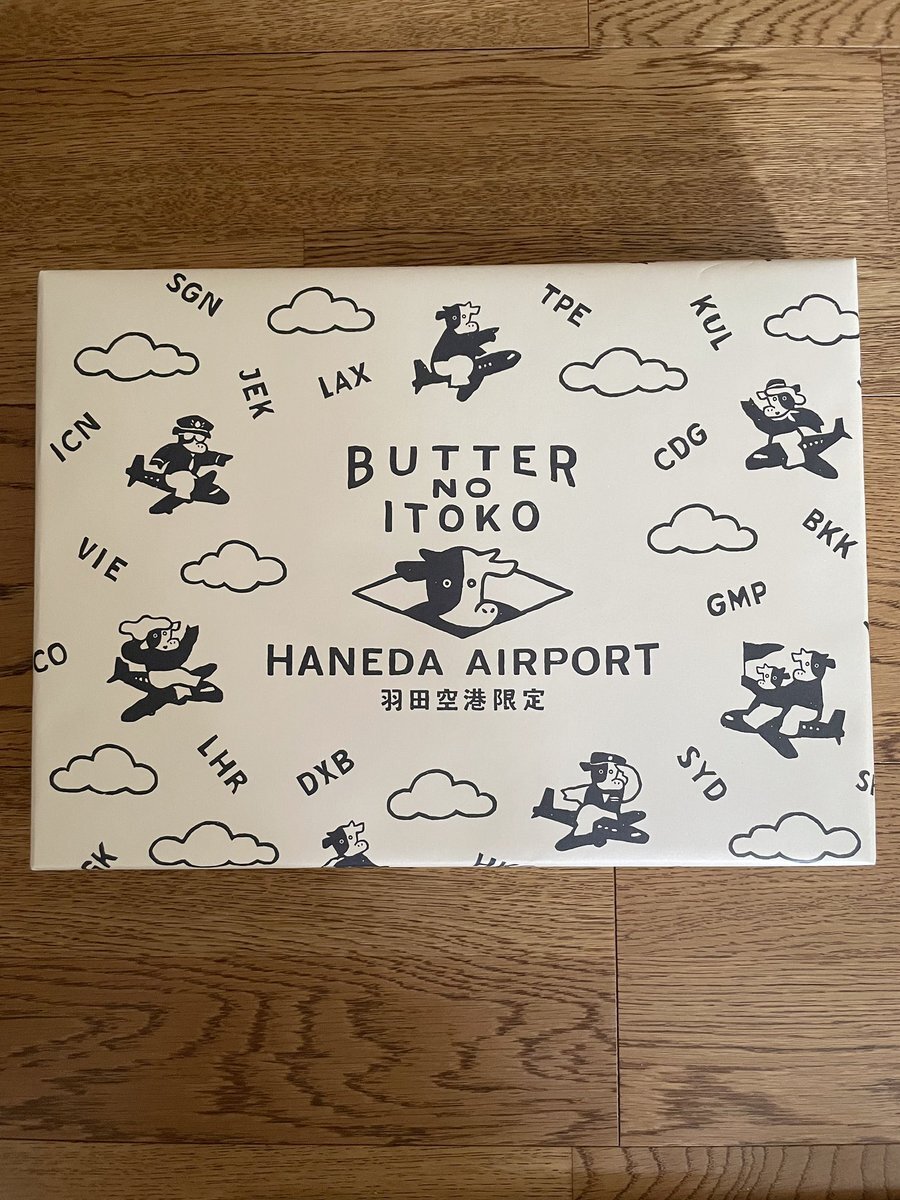 SGN
TPE
KUL
JEK
LAX
ICN
CDG
BUTTER
NO
ITOKO
BKK
VIE
GMP
CO
HANEDA AIRPORT
羽田空港限定
LHR
DXB
SYD